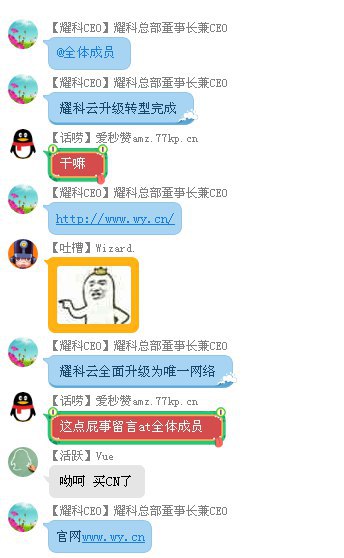 【耀科CEO】耀科总部董事长兼CEO
@全体成员
【耀科CEO】耀科总部董事长兼CEO
耀科云升级转型完成
【话唠】爱秒赞amz.77kp.cn
干嘛
【耀科CEO】耀科总部董事长兼CEO
http://www.wy.cn/
【吐槽】Wizard.
【耀科CEO】耀科总部董事长兼CEO
耀科云全面升级为唯一网络
【话唠】爱秒赞amz.77kp.cn
这点屁事留言at全体成员
【活跃】Vue
呦呵 买CN了
【耀科CEO】耀科总部董事长兼CEO
官网www.wy.cn